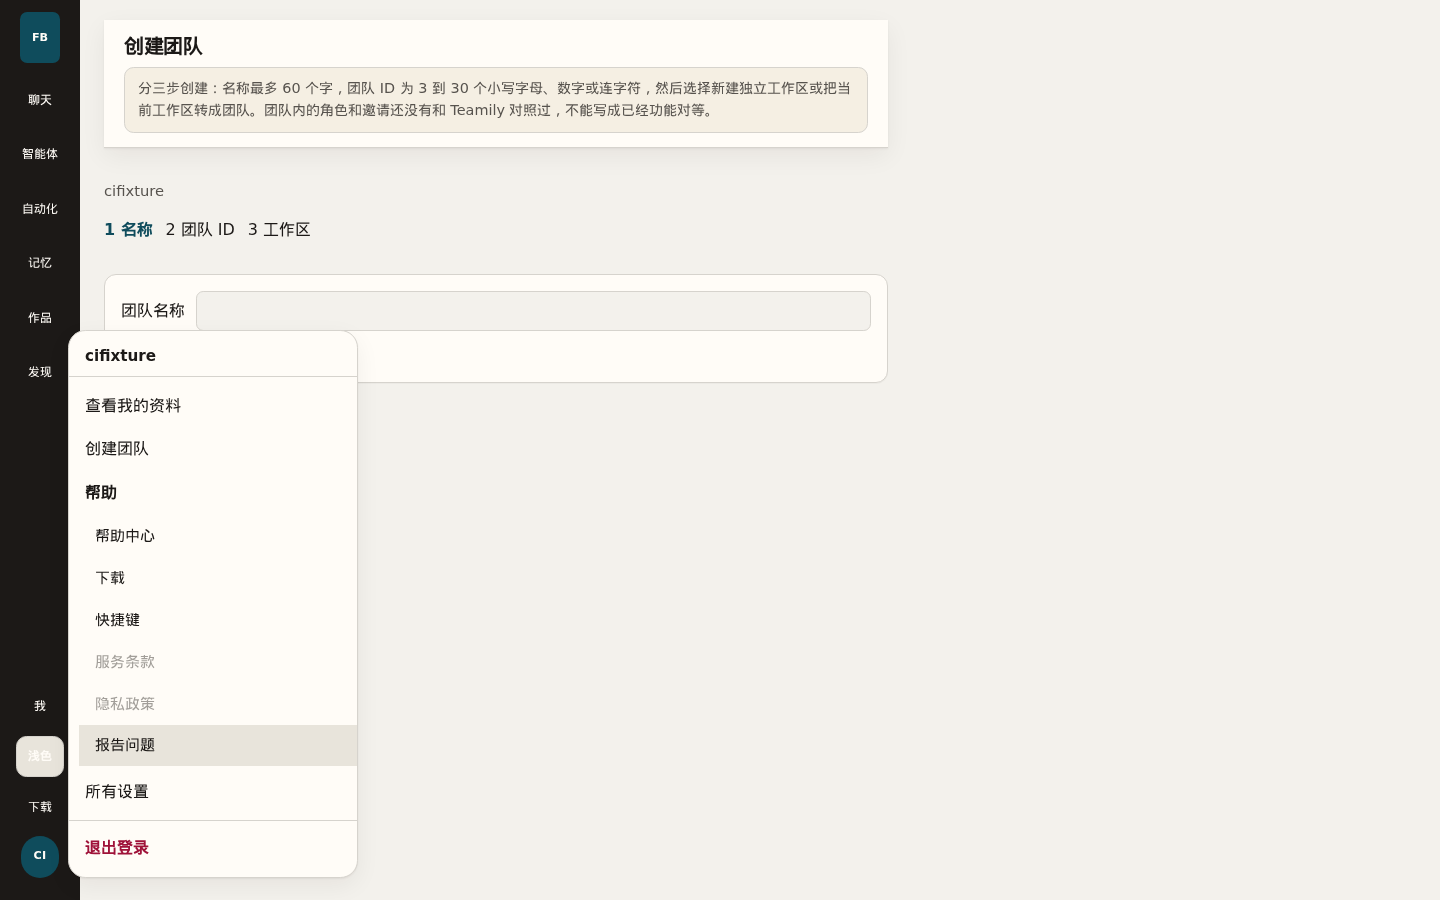 FB
聊天
智能体
自动化
记忆
作品
发现
我
浅色
下载
CI
创建团队
分三步创建：名称最多 60 个字，团队 ID 为 3 到 30 个小写字母、数字或连字符，然后选择新建独立工作区或把当
前工作区转成团队。团队内的角色和邀请还没有和 Teamily 对照过，不能写成已经功能对等。
cifixture
1 名称 2 团队 ID 3 工作区
团队名称
cifixture
查看我的资料
创建团队
帮助
帮助中心
下载
快捷键
服务条款
隐私政策
报告问题
所有设置
退出登录